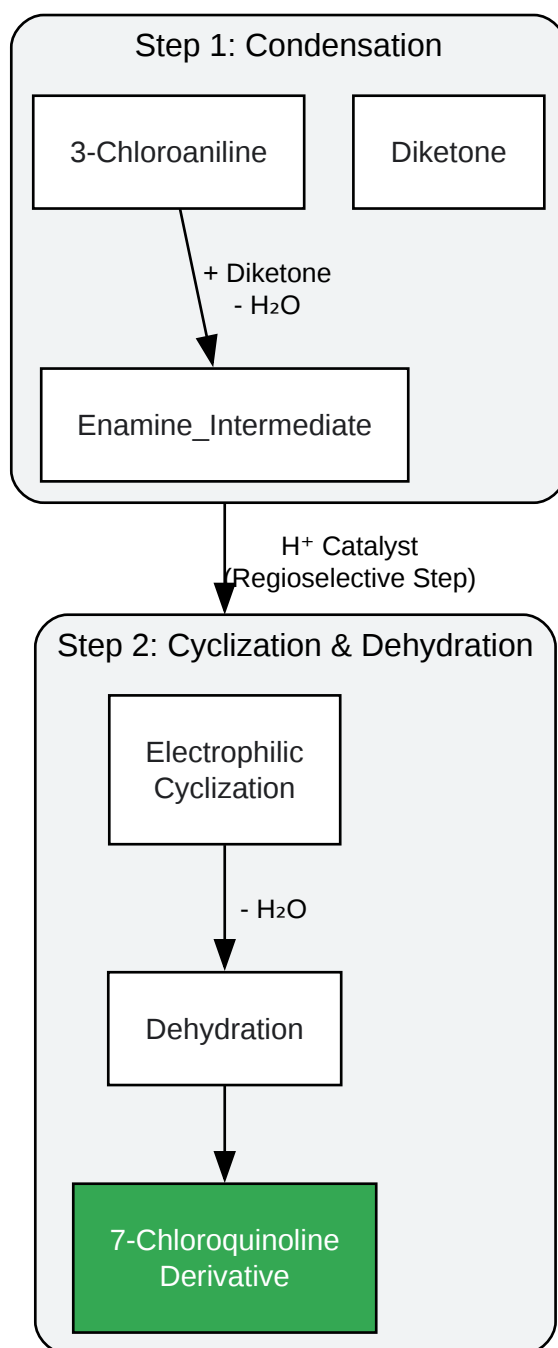 Step 1: Condensation
3-Chloroaniline
Diketone
+ Diketone
- H₂O
Enamine_Intermediate
H⁺ Catalyst
(Regioselective Step)
Step 2: Cyclization & Dehydration
Electrophilic
Cyclization
- H₂O
Dehydration
7-Chloroquinoline
Derivative